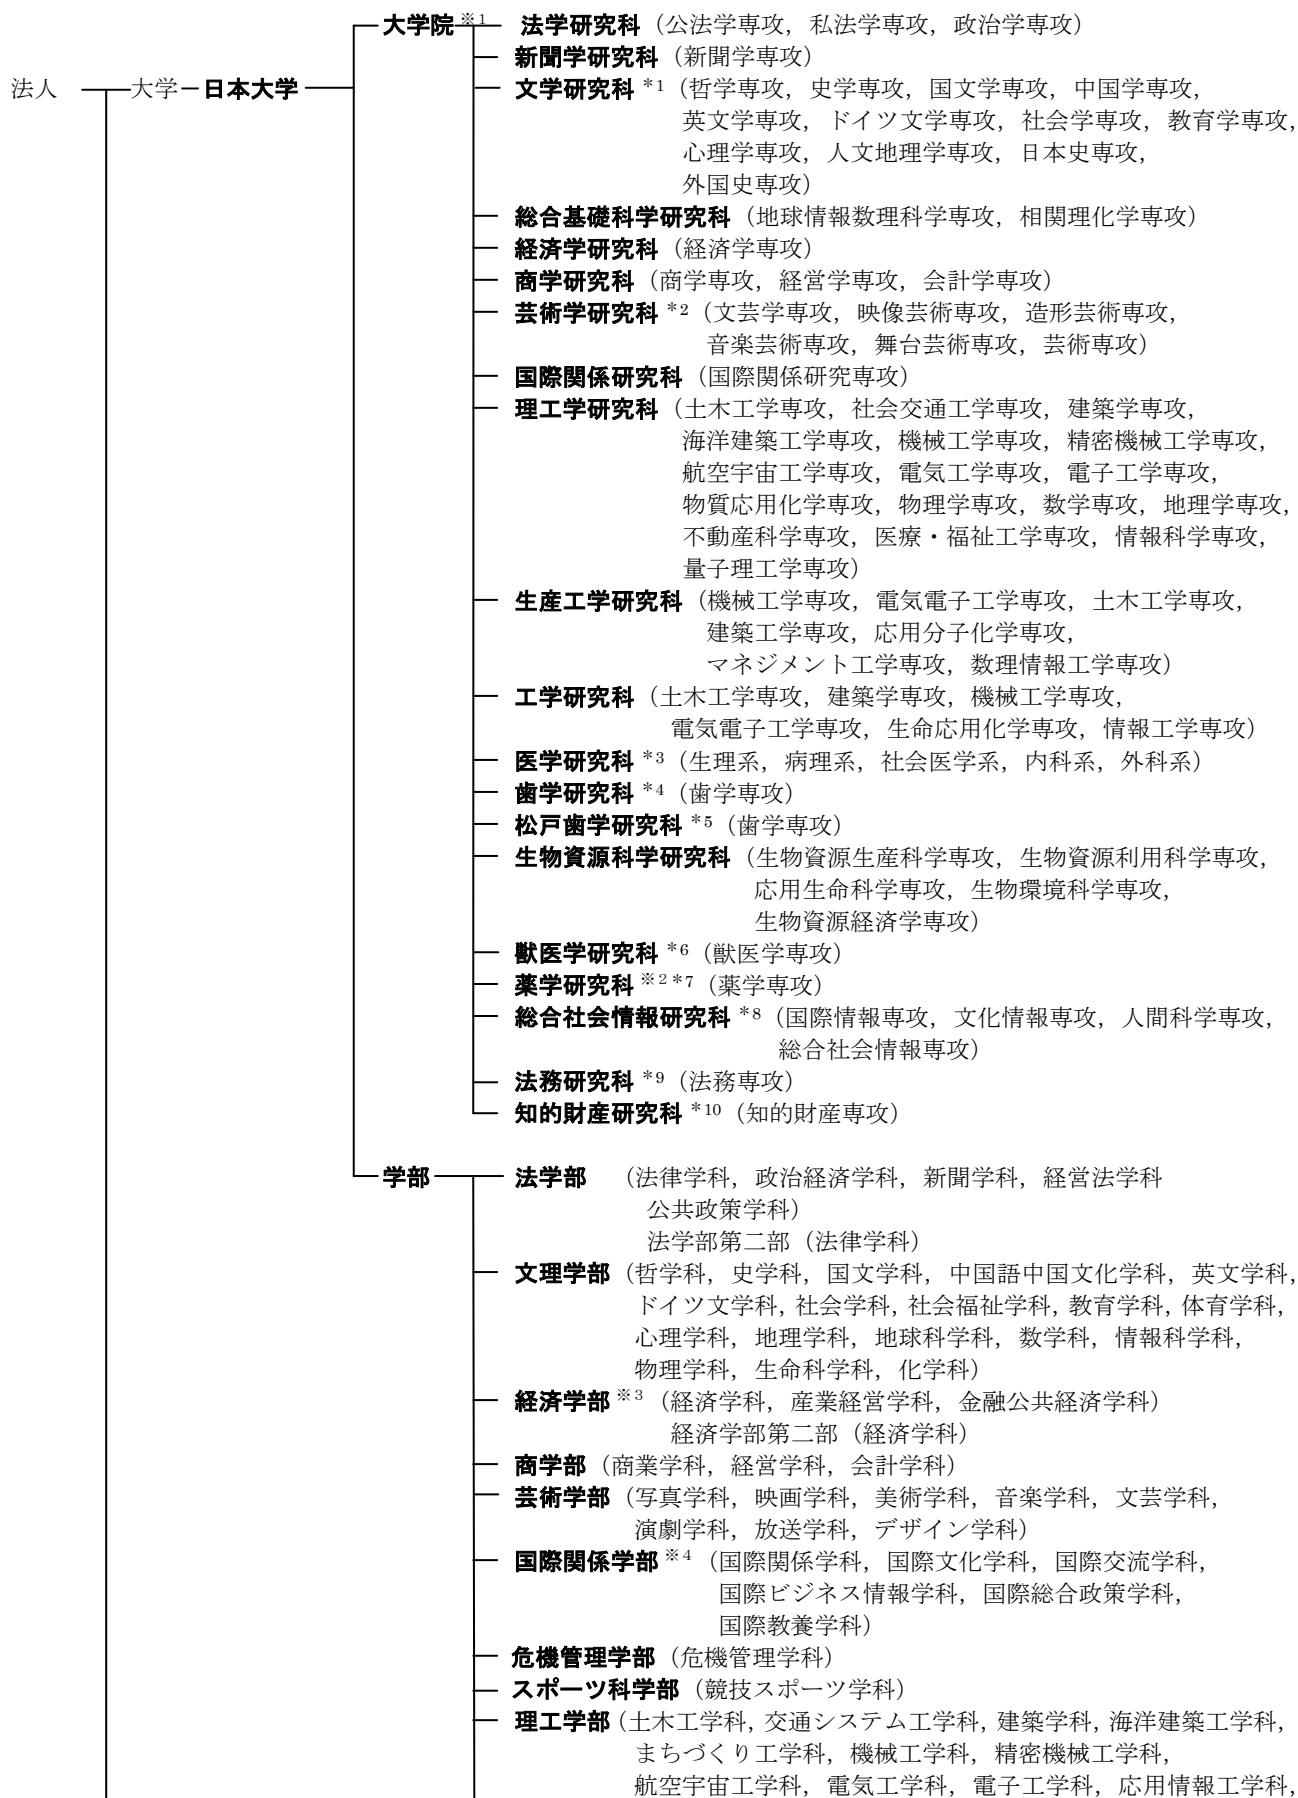 大学院※1 法学研究科（公法学専攻，私法学専攻，政治学専攻）
新聞学研究科（新聞学専攻）
法人 大学 日本大学 文学研究科 *1（哲学専攻，史学専攻，国文学専攻，中国学専攻，
英文学専攻，ドイツ文学専攻，社会学専攻，教育学専攻，
心理学専攻，人文地理学専攻，日本史専攻，
外国史専攻）
総合基礎科学研究科（地球情報数理科学専攻，相関理化学専攻）
経済学研究科（経済学専攻）
商学研究科（商学専攻，経営学専攻，会計学専攻）
芸術学研究科 *2（文芸学専攻，映像芸術専攻，造形芸術専攻，
音楽芸術専攻，舞台芸術専攻，芸術専攻）
国際関係研究科（国際関係研究専攻）
理工学研究科（土木工学専攻，社会交通工学専攻，建築学専攻，
海洋建築工学専攻，機械工学専攻，精密機械工学専攻，
航空宇宙工学専攻，電気工学専攻，電子工学専攻，
物質応用化学専攻，物理学専攻，数学専攻，地理学専攻，
不動産科学専攻，医療・福祉工学専攻，情報科学専攻，
量子理工学専攻）
生産工学研究科（機械工学専攻，電気電子工学専攻，土木工学専攻，
建築工学専攻，応用分子化学専攻，
マネジメント工学専攻，数理情報工学専攻）
工学研究科（土木工学専攻，建築学専攻，機械工学専攻，
電気電子工学専攻，生命応用化学専攻，情報工学専攻）
医学研究科 *3（生理系，病理系，社会医学系，内科系，外科系）
歯学研究科 *4（歯学専攻）
松戸歯学研究科 *5（歯学専攻）
生物資源科学研究科（生物資源生産科学専攻，生物資源利用科学専攻，
応用生命科学専攻，生物環境科学専攻，
生物資源経済学専攻）
獣医学研究科 *6（獣医学専攻）
薬学研究科 ※2 *7（薬学専攻）
総合社会情報研究科 *8（国際情報専攻，文化情報専攻，人間科学専攻，
総合社会情報専攻）
法務研究科 *9（法務専攻）
知的財産研究科 *10（知的財産専攻）
学部 法学部 （法律学科，政治経済学科，新聞学科，経営法学科
公共政策学科）
法学部第二部（法律学科）
文理学部（哲学科，史学科，国文学科，中国語中国文化学科，英文学科，
ドイツ文学科，社会学科，社会福祉学科，教育学科，体育学科，
心理学科，地理学科，地球科学科，数学科，情報科学科，
物理学科，生命科学科，化学科）
経済学部 ※3（経済学科，産業経営学科，金融公共経済学科）
経済学部第二部（経済学科）
商学部（商業学科，経営学科，会計学科）
芸術学部（写真学科，映画学科，美術学科，音楽学科，文芸学科，
演劇学科，放送学科，デザイン学科）
国際関係学部 ※4（国際関係学科，国際文化学科，国際交流学科，
国際ビジネス情報学科，国際総合政策学科，
国際教養学科）
危機管理学部（危機管理学科）
スポーツ科学部（競技スポーツ学科）
理工学部（土木工学科，交通システム工学科，建築学科，海洋建築工学科，
まちづくり工学科，機械工学科，精密機械工学科，
航空宇宙工学科，電気工学科，電子工学科，応用情報工学科，